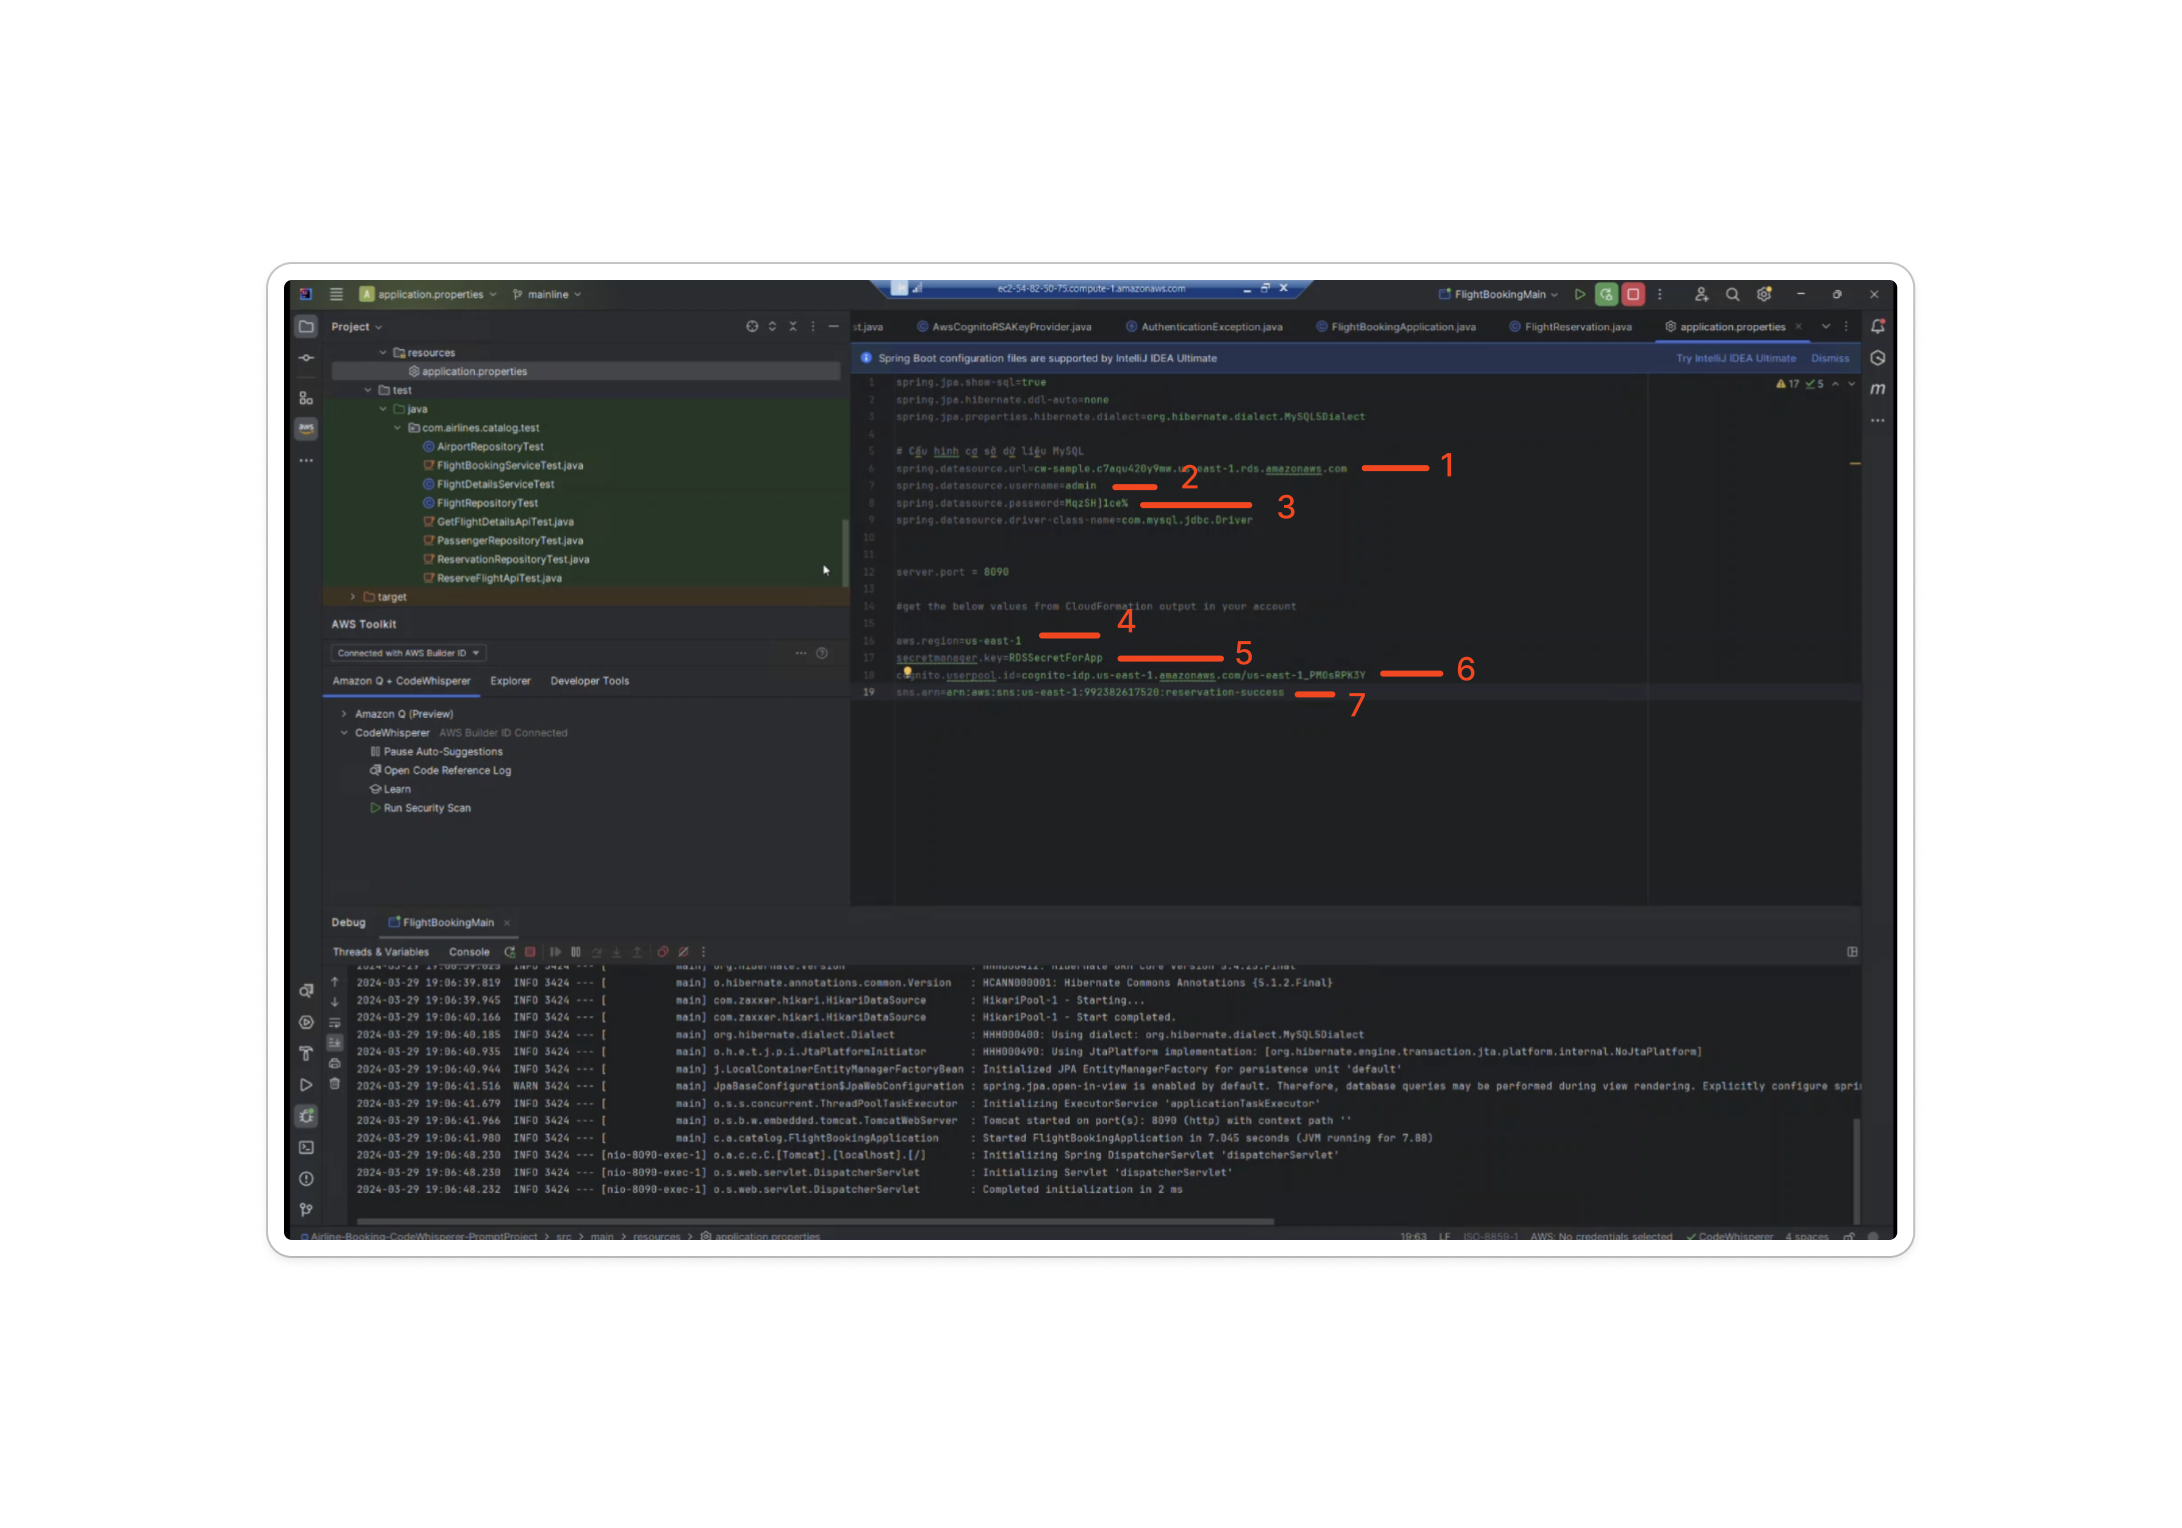 application.properties
mainline
ec2-54-82-50-75.compute-1.amazonaws.com
FlightBookingMain
Project
st.java
AwsCognitoRSAKeyProvider.java
AuthenticationException.java
FlightBookingApplication.java
FlightReservation.java
application.properties
resources
application.properties
test
java
com.airlines.catalog.test
AirportRepositoryTest
FlightBookingServiceTest.java
FlightDetailsServiceTest
FlightRepositoryTest
GetFlightDetailsApiTest.java
PassengerRepositoryTest.java
ReservationRepositoryTest.java
ReserveFlightApiTest.java
target
AWS Toolkit
Connected with AWS Builder ID
Amazon Q + CodeWhisperer Explorer Developer Tools
Amazon Q (Preview)
CodeWhisperer AWS Builder ID Connected
Pause Auto-Suggestions
Open Code Reference Log
Learn
Run Security Scan
Spring Boot configuration files are supported by IntelliJ IDEA Ultimate
Try IntelliJ IDEA Ultimate Dismiss
17 5
1 spring.jpa.show-sql=true
2 spring.jpa.hibernate.ddl-auto=none
3 spring.jpa.properties.hibernate.dialect=org.hibernate.dialect.MySQL5Dialect
4
5 # Cấu hình cơ sở dữ liệu MySQL
6 spring.datasource.url=cw-sample.c7aqu420y9mw.us-east-1.rds.amazonaws.com 1
7 spring.datasource.username=admin 2
8 spring.datasource.password=MqzSH]1ce% 3
9 spring.datasource.driver-class-name=com.mysql.jdbc.Driver
10
11
12 server.port = 8090
13
14 #get the below values from CloudFormation output in your account
15
16 aws.region=us-east-1 4
17 secretmanager.key=RDSSecretForApp 5
18 cognito.userpool.id=cognito-idp.us-east-1.amazonaws.com/us-east-1_PMOsRPK3Y 6
19 sns.arn=arn:aws:sns:us-east-1:992382617520:reservation-success 7
Debug FlightBookingMain
Threads & Variables Console
2024-03-29 19:06:39.819 INFO 3424 --- [ main] o.hibernate.annotations.common.Version : HCANN000001: Hibernate Commons Annotations {5.1.2.Final}
2024-03-29 19:06:39.945 INFO 3424 --- [ main] com.zaxxer.hikari.HikariDataSource : HikariPool-1 - Starting...
2024-03-29 19:06:40.166 INFO 3424 --- [ main] com.zaxxer.hikari.HikariDataSource : HikariPool-1 - Start completed.
2024-03-29 19:06:40.185 INFO 3424 --- [ main] org.hibernate.dialect.Dialect : HHH000400: Using dialect: org.hibernate.dialect.MySQL5Dialect
2024-03-29 19:06:40.935 INFO 3424 --- [ main] o.h.e.t.j.p.i.JtaPlatformInitiator : HHH000490: Using JtaPlatform implementation: [org.hibernate.engine.transaction.jta.platform.internal.NoJtaPlatform]
2024-03-29 19:06:40.944 INFO 3424 --- [ main] j.LocalContainerEntityManagerFactoryBean : Initialized JPA EntityManagerFactory for persistence unit 'default'
2024-03-29 19:06:41.516 WARN 3424 --- [ main] JpaBaseConfiguration$JpaWebConfiguration : spring.jpa.open-in-view is enabled by default. Therefore, database queries may be performed during view rendering. Explicitly configure spri
2024-03-29 19:06:41.679 INFO 3424 --- [ main] o.s.s.concurrent.ThreadPoolTaskExecutor : Initializing ExecutorService 'applicationTaskExecutor'
2024-03-29 19:06:41.966 INFO 3424 --- [ main] o.s.b.w.embedded.tomcat.TomcatWebServer : Tomcat started on port(s): 8090 (http) with context path ''
2024-03-29 19:06:41.980 INFO 3424 --- [ main] c.a.catalog.FlightBookingApplication : Started FlightBookingApplication in 7.045 seconds (JVM running for 7.88)
2024-03-29 19:06:48.230 INFO 3424 --- [nio-8090-exec-1] o.a.c.c.C.[Tomcat].[localhost].[/] : Initializing Spring DispatcherServlet 'dispatcherServlet'
2024-03-29 19:06:48.230 INFO 3424 --- [nio-8090-exec-1] o.s.web.servlet.DispatcherServlet : Initializing Servlet 'dispatcherServlet'
2024-03-29 19:06:48.232 INFO 3424 --- [nio-8090-exec-1] o.s.web.servlet.DispatcherServlet : Completed initialization in 2 ms
Airline-Booking-CodeWhisperer-PromptProject > src > main > resources > application.properties
19:63 LF ISO-8859-1 AWS: No credentials selected CodeWhisperer 4 spaces